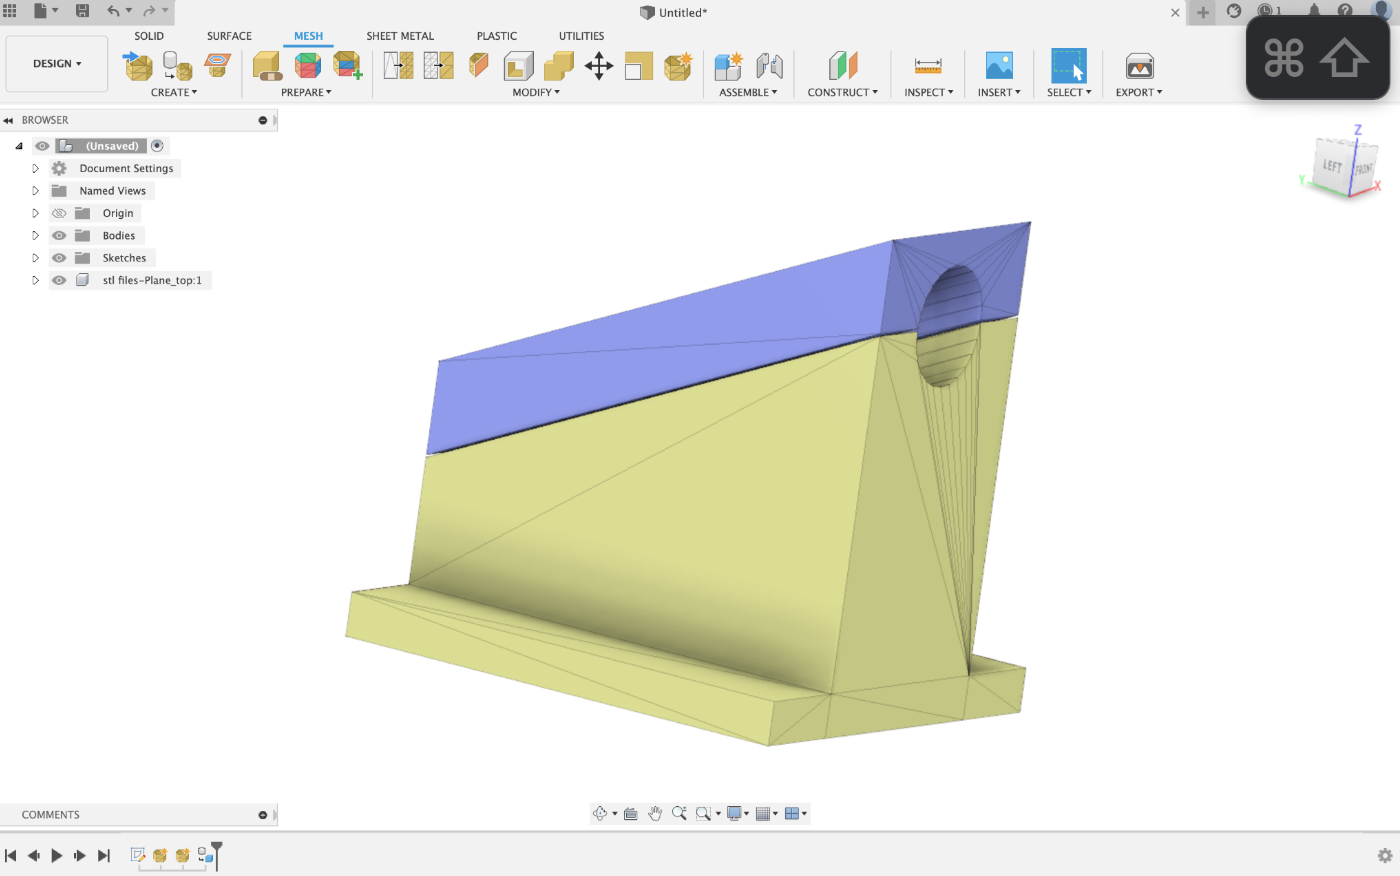 Untitled*
1
SOLID
SURFACE
MESH
SHEET METAL
PLASTIC
UTILITIES
DESIGN
CREATE
PREPARE
MODIFY
ASSEMBLE
CONSTRUCT
INSPECT
INSERT
SELECT
EXPORT
BROWSER
(Unsaved)
Document Settings
Named Views
Origin
Bodies
Sketches
stl files-Plane_top:1
Z
LEFT
FRONT
Y
X
COMMENTS